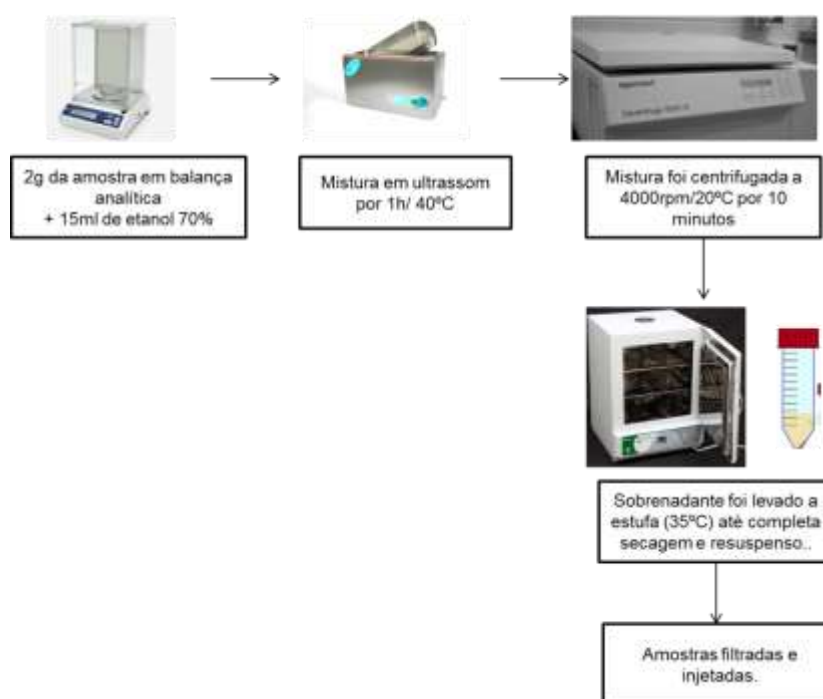 2g da amostra em balança
analítica
+ 15ml de etanol 70%
Mistura em ultrassom
por 1h/ 40ºC
Mistura foi centrifugada a
4000rpm/20ºC por 10
minutos
Sobrenadante foi levado a
estufa (35ºC) até completa
secagem e resuspenso..
Amostras filtradas e
injetadas.